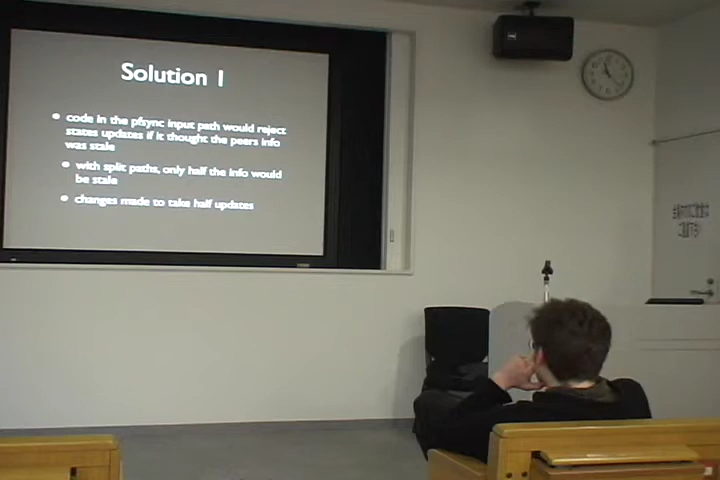 Solution 1
• code in the pfsync input path would reject
states updates if it thought the peers info
was stale
• with split paths, only half the info would
be stale
• changes made to take half updates